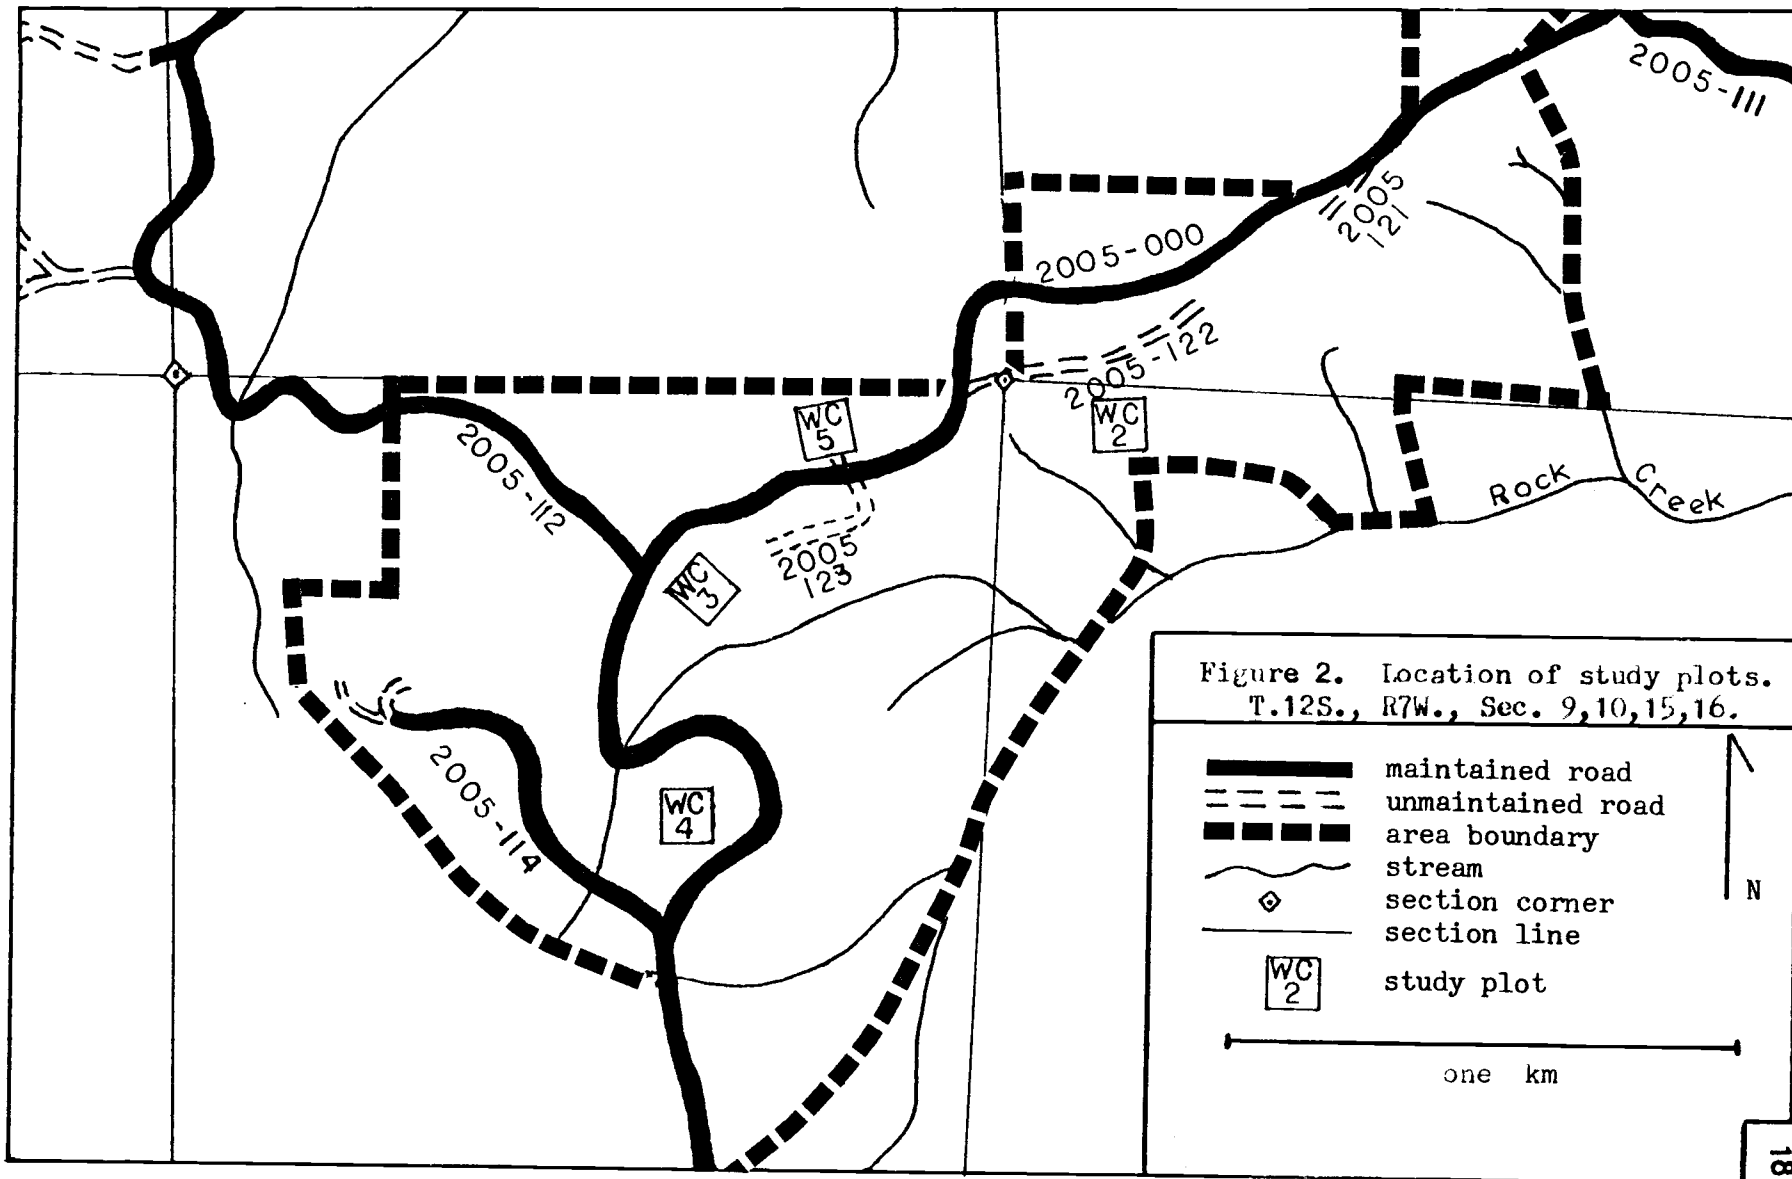 2005-111
2005
121
2005-000
2005-122
WC
5
WC
2
2005-112
Rock Creek
2005
123
WC
3
Figure 2. Location of study plots.
T.12S., R7W., Sec. 9,10,15,16.
2005-114
WC
4
maintained road
unmaintained road
area boundary
stream
section corner
section line
WC
2
study plot
N
one km
18